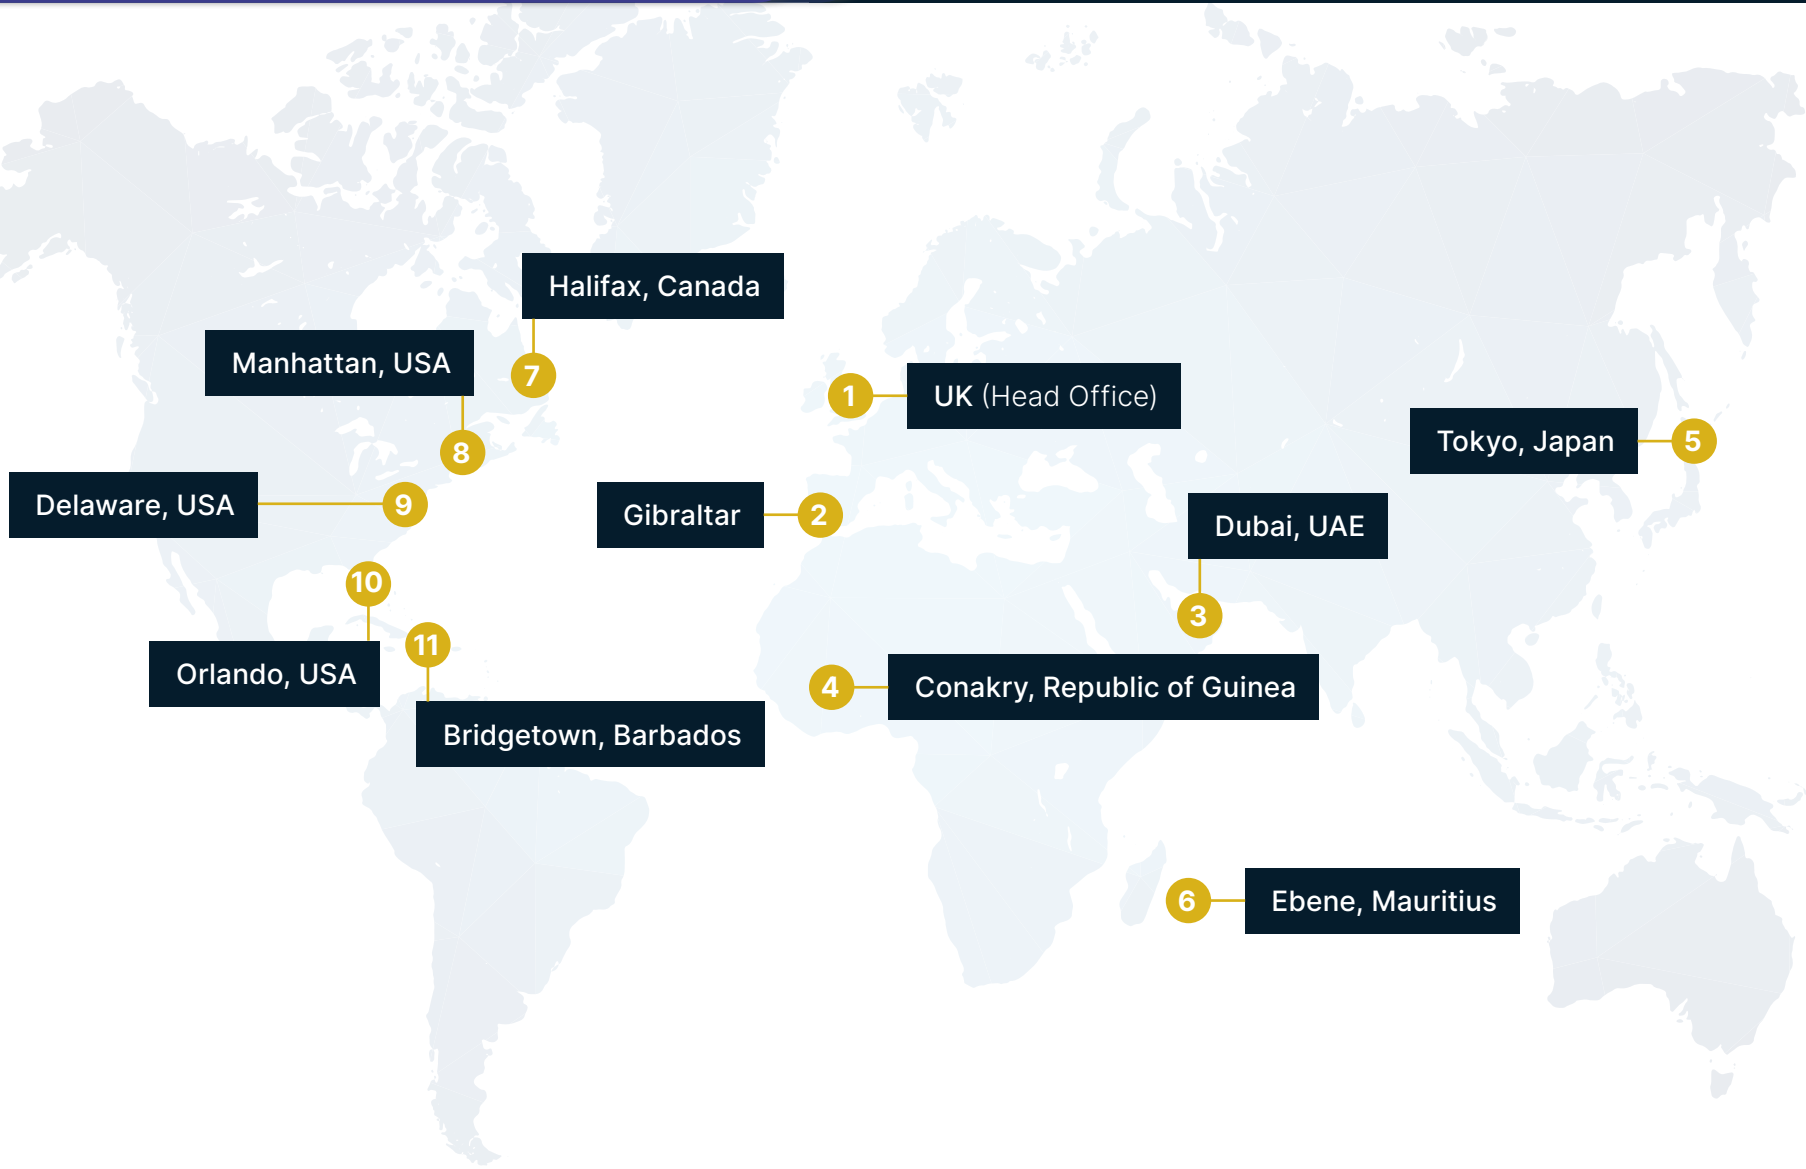 Halifax, Canada
7
Manhattan, USA
8
UK (Head Office)
1
Tokyo, Japan
5
Delaware, USA
9
Gibraltar
2
Dubai, UAE
3
10
Orlando, USA
11
Bridgetown, Barbados
4
Conakry, Republic of Guinea
6
Ebene, Mauritius